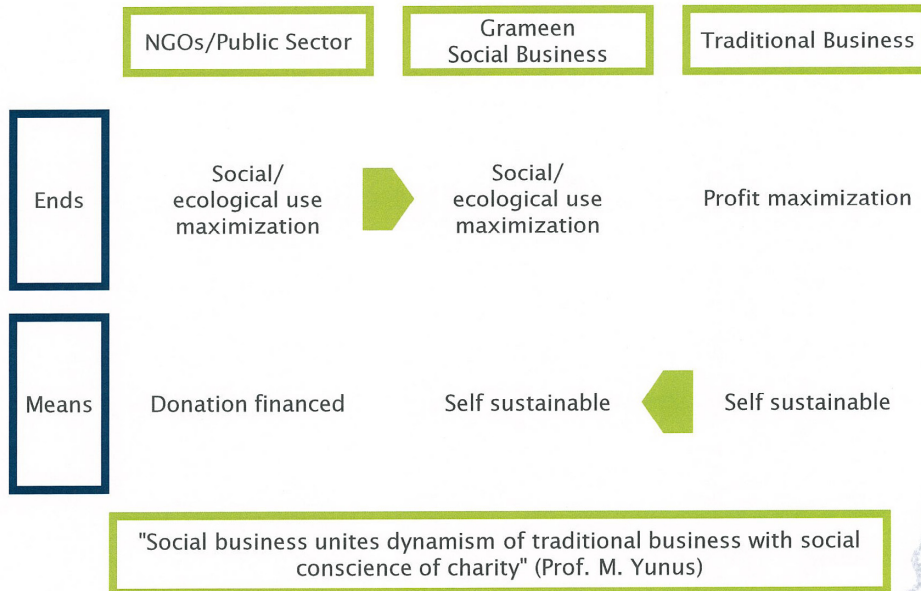 NGOs/Public Sector
Grameen
Social Business
Traditional Business
Ends
Social/
ecological use
maximization
Social/
ecological use
maximization
Profit maximization
Means
Donation financed
Self sustainable
Self sustainable
"Social business unites dynamism of traditional business with social
conscience of charity" (Prof. M. Yunus)